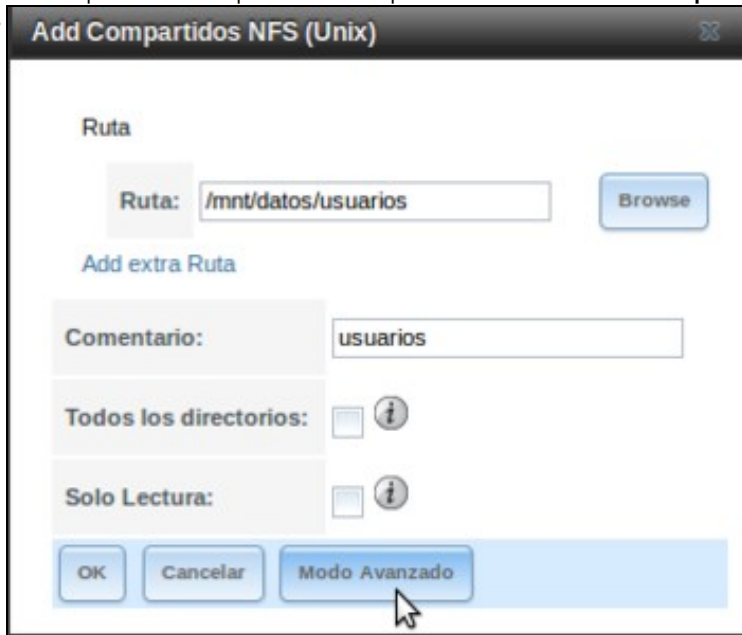 Add Compartidos NFS (Unix)
Ruta
Ruta: /mnt/datos/usuarios Browse
Add extra Ruta
Comentario: usuarios
Todos los directorios:
Solo Lectura:
OK Cancelar Modo Avanzado